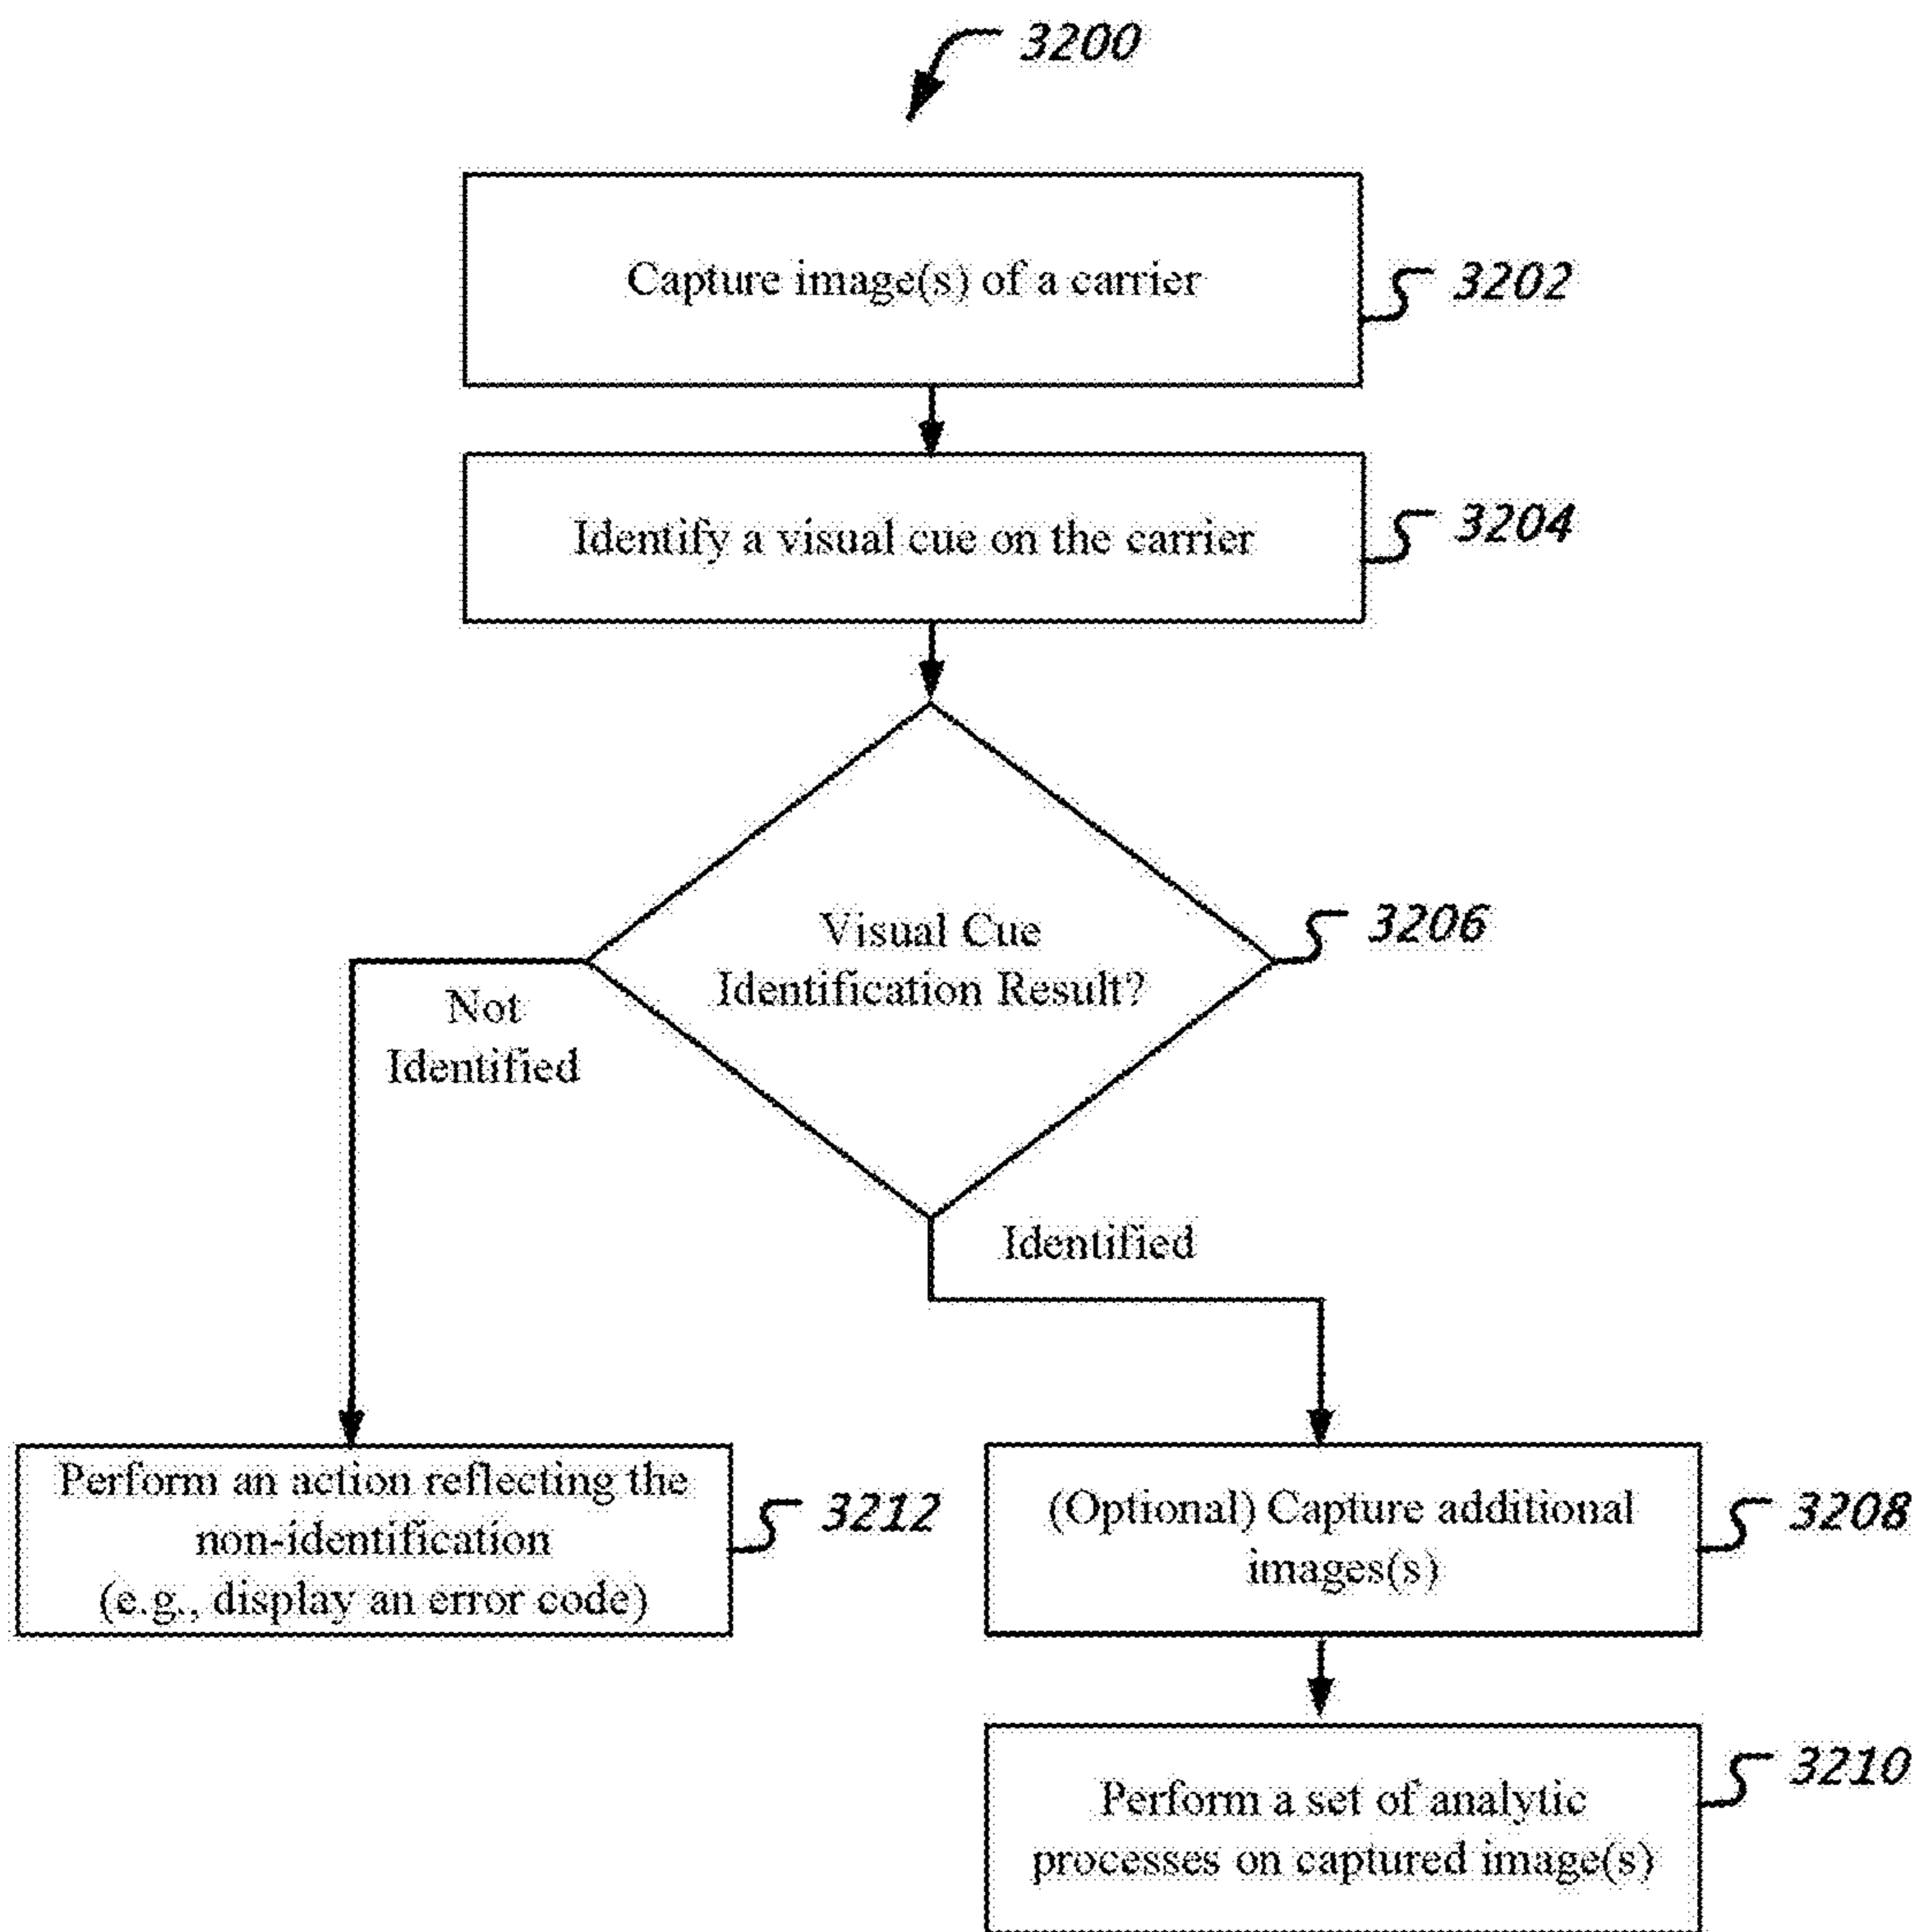 3200
Capture image(s) of a carrier
3202
Identify a visual cue on the carrier
3204
Visual Cue
Identification Result?
3206
Not
Identified
Identified
Perform an action reflecting the
non-identification
(e.g., display an error code)
3212
(Optional) Capture additional
images(s)
3208
Perform a set of analytic
processes on captured image(s)
3210